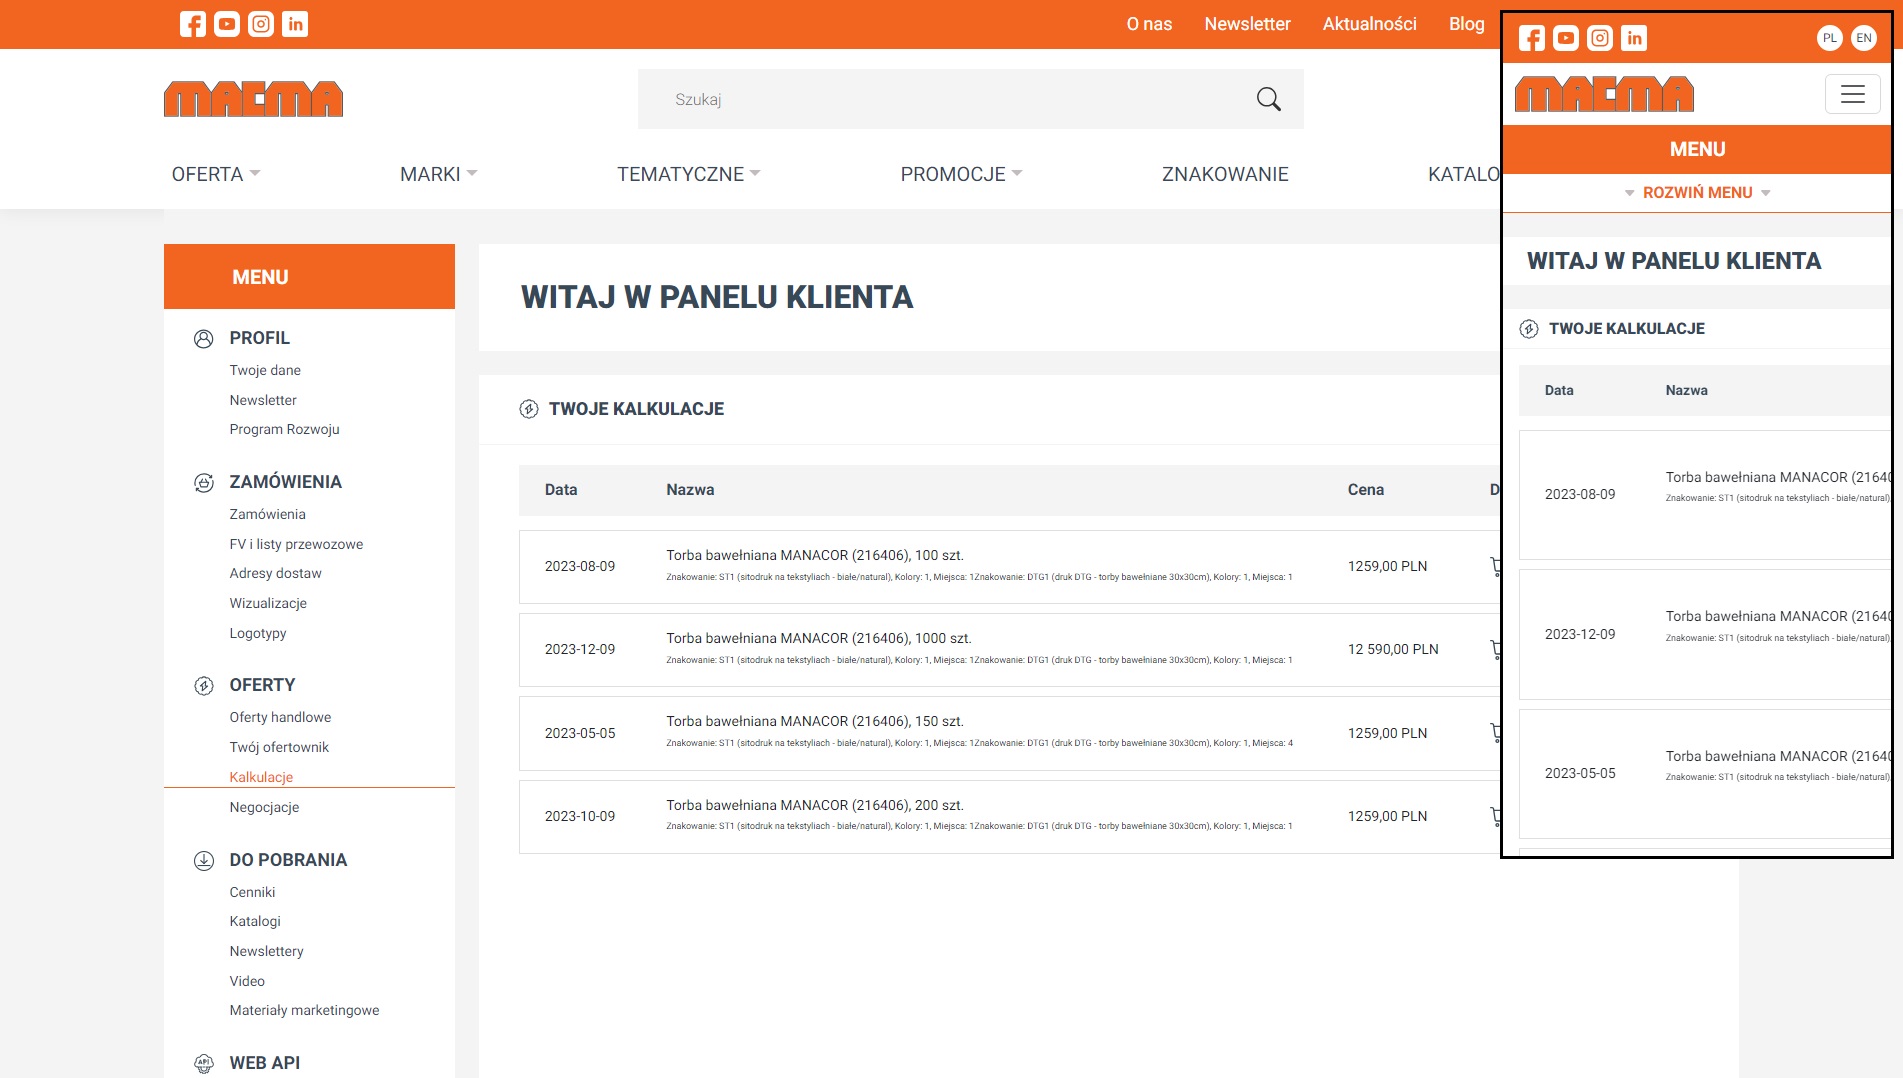 O nas Newsletter Aktualności Blog
MACMA
Szukaj
OFERTA MARKI TEMATYCZNE PROMOCJE ZNAKOWANIE KATALO
MENU
PROFIL
Twoje dane
Newsletter
Program Rozwoju
ZAMÓWIENIA
Zamówienia
FV i listy przewozowe
Adresy dostaw
Wizualizacje
Logotypy
OFERTY
Oferty handlowe
Twój ofertownik
Kalkulacje
Negocjacje
DO POBRANIA
Cenniki
Katalogi
Newslettery
Video
Materiały marketingowe
API
WEB API
WITAJ W PANELU KLIENTA
TWOJE KALKULACJE
Data Nazwa Cena D
2023-08-09 Torba bawełniana MANACOR (216406), 100 szt. 1259,00 PLN
Znakowanie: ST1 (sitodruk na tekstyliach - białe/natural), Kolory: 1, Miejsca: 1Znakowanie: DTG1 (druk DTG - torby bawełniane 30x30cm), Kolory: 1, Miejsca: 1
2023-12-09 Torba bawełniana MANACOR (216406), 1000 szt. 12 590,00 PLN
Znakowanie: ST1 (sitodruk na tekstyliach - białe/natural), Kolory: 1, Miejsca: 1Znakowanie: DTG1 (druk DTG - torby bawełniane 30x30cm), Kolory: 1, Miejsca: 1
2023-05-05 Torba bawełniana MANACOR (216406), 150 szt. 1259,00 PLN
Znakowanie: ST1 (sitodruk na tekstyliach - białe/natural), Kolory: 1, Miejsca: 1Znakowanie: DTG1 (druk DTG - torby bawełniane 30x30cm), Kolory: 1, Miejsca: 4
2023-10-09 Torba bawełniana MANACOR (216406), 200 szt. 1259,00 PLN
Znakowanie: ST1 (sitodruk na tekstyliach - białe/natural), Kolory: 1, Miejsca: 1Znakowanie: DTG1 (druk DTG - torby bawełniane 30x30cm), Kolory: 1, Miejsca: 1
PL EN
MACMA
MENU
ROZWIŃ MENU
WITAJ W PANELU KLIENTA
TWOJE KALKULACJE
Data Nazwa
2023-08-09 Torba bawełniana MANACOR (21640
Znakowanie: ST1 (sitodruk na tekstyliach - białe/natural),
2023-12-09 Torba bawełniana MANACOR (21640
Znakowanie: ST1 (sitodruk na tekstyliach - białe/natural),
2023-05-05 Torba bawełniana MANACOR (21640
Znakowanie: ST1 (sitodruk na tekstyliach - białe/natural),